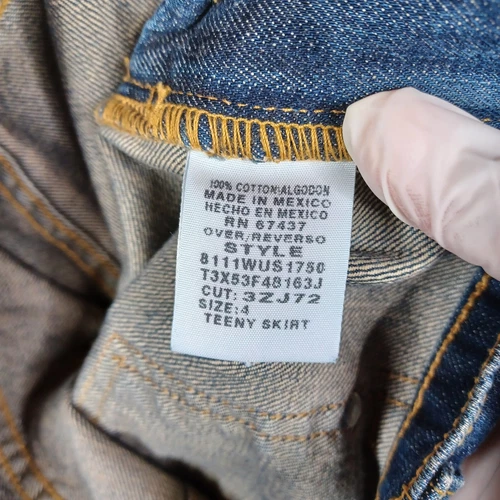 100% COTTON/ALGODON
MADE IN MEXICO
HECHO EN MEXICO
RN 67437
OVER/REVERSO
STYLE
8111WUS1750
T3X53F48163J
CUT: 3ZJ72
SIZE:4
TEENY SKIRT